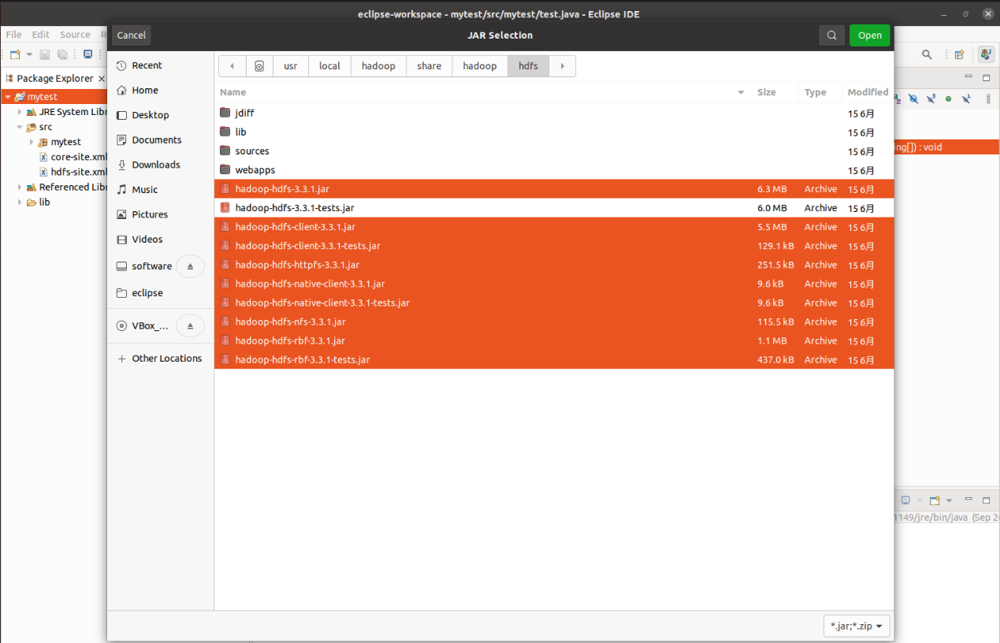 eclipse-workspace - mytest/src/mytest/test.java - Eclipse IDE
File Edit Source R
Cancel
JAR Selection
Open
Package Explorer
mytest
JRE System Libr
src
mytest
core-site.xml
hdfs-site.xml
Referenced Libr
lib
Recent
Home
Desktop
Documents
Downloads
Music
Pictures
Videos
software
eclipse
VBox_...
Other Locations
usr local hadoop share hadoop hdfs
Name Size Type Modified
jdiff 15 6月
lib 15 6月
sources 15 6月
webapps 15 6月
hadoop-hdfs-3.3.1.jar 6.3 MB Archive 15 6月
hadoop-hdfs-3.3.1-tests.jar 6.0 MB Archive 15 6月
hadoop-hdfs-client-3.3.1.jar 5.5 MB Archive 15 6月
hadoop-hdfs-client-3.3.1-tests.jar 129.1 kB Archive 15 6月
hadoop-hdfs-httpfs-3.3.1.jar 251.5 kB Archive 15 6月
hadoop-hdfs-native-client-3.3.1.jar 9.6 kB Archive 15 6月
hadoop-hdfs-native-client-3.3.1-tests.jar 9.6 kB Archive 15 6月
hadoop-hdfs-nfs-3.3.1.jar 115.5 kB Archive 15 6月
hadoop-hdfs-rbf-3.3.1.jar 1.1 MB Archive 15 6月
hadoop-hdfs-rbf-3.3.1-tests.jar 437.0 kB Archive 15 6月
*.jar;*.zip
ing[]) : void
1149/jre/bin/java (Sep 2